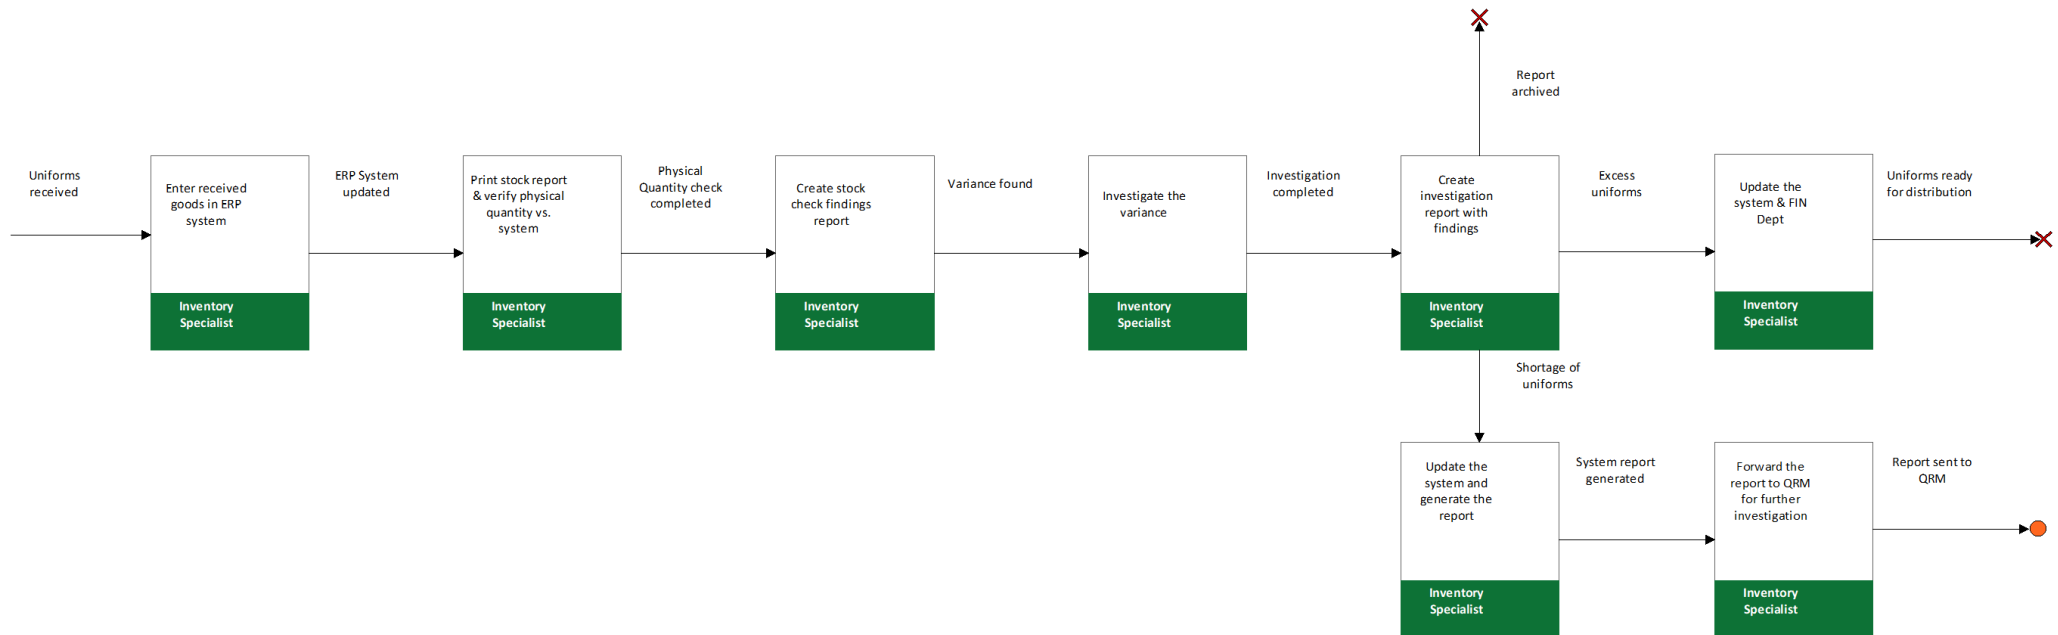 Report
archived
Uniforms
received
Enter received
goods in ERP
system
Inventory
Specialist
ERP System
updated
Print stock report
& verify physical
quantity vs.
system
Inventory
Specialist
Physical
Quantity check
completed
Create stock
check findings
report
Inventory
Specialist
Variance found
Investigate the
variance
Inventory
Specialist
Investigation
completed
Create
investigation
report with
findings
Inventory
Specialist
Excess
uniforms
Update the
system & FIN
Dept
Inventory
Specialist
Uniforms ready
for distribution
Shortage of
uniforms
Update the
system and
generate the
report
Inventory
Specialist
System report
generated
Forward the
report to QRM
for further
investigation
Inventory
Specialist
Report sent to
QRM